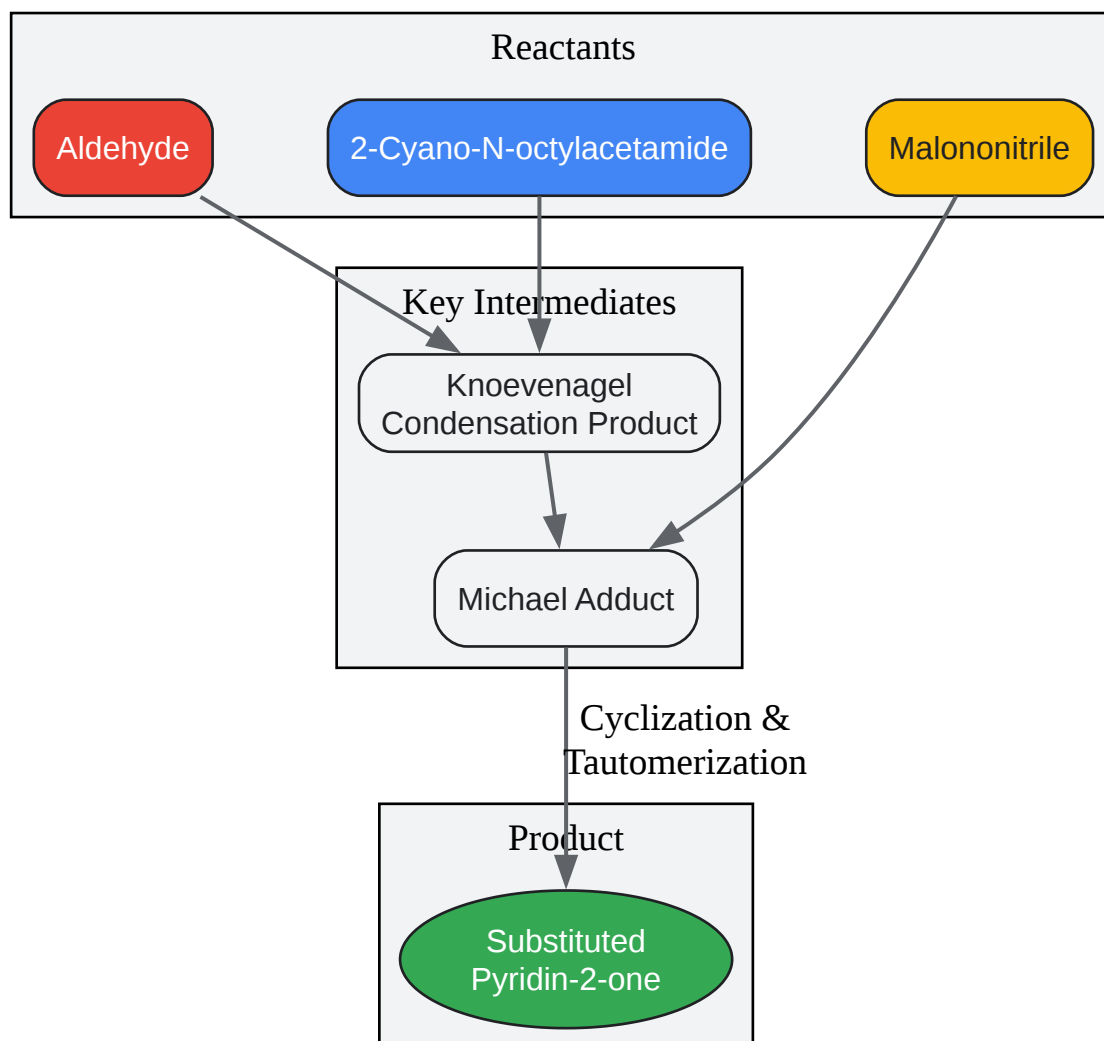 Reactants
Aldehyde
2-Cyano-N-octylacetamide
Malononitrile
Key Intermediates
Knoevenagel
Condensation Product
Michael Adduct
Cyclization &
Tautomerization
Product
Substituted
Pyridin-2-one